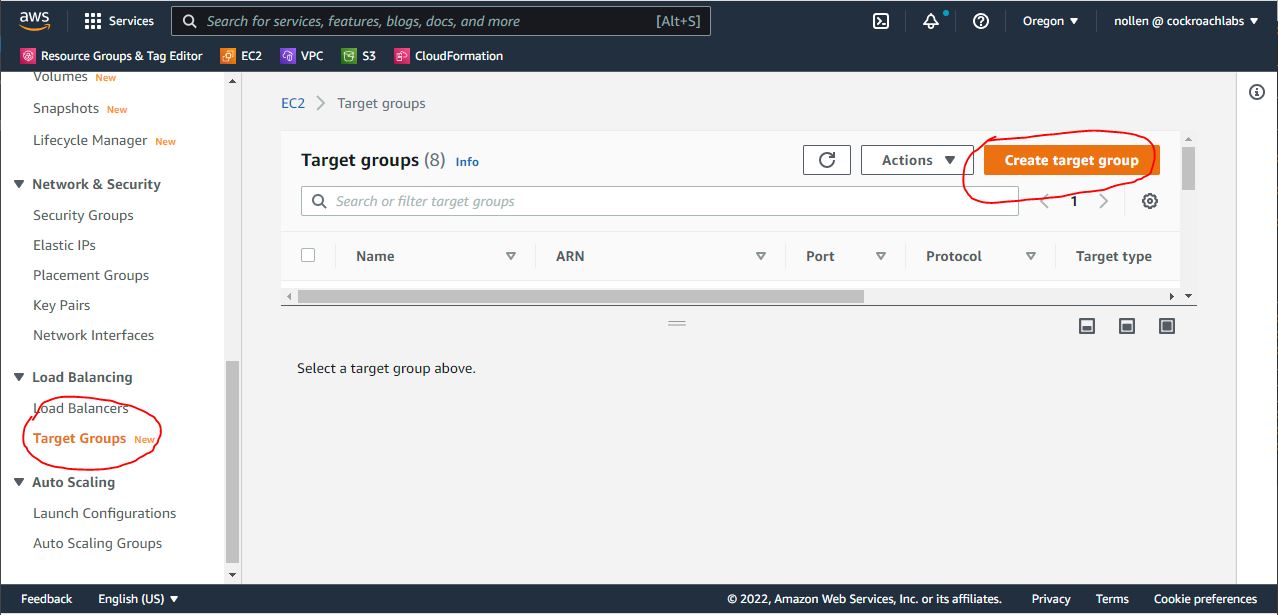 aws Services Search for services, features, blogs, docs, and more [Alt+S] Oregon nollen @ cockroachlabs
Resource Groups & Tag Editor EC2 VPC S3 CloudFormation
Volumes New
Snapshots New
Lifecycle Manager New
Network & Security
Security Groups
Elastic IPs
Placement Groups
Key Pairs
Network Interfaces
Load Balancing
Load Balancers
Target Groups New
Auto Scaling
Launch Configurations
Auto Scaling Groups
EC2 Target groups
Target groups (8) Info Actions Create target group
Search or filter target groups 1
Name ARN Port Protocol Target type
Select a target group above.
Feedback English (US) © 2022, Amazon Web Services, Inc. or its affiliates. Privacy Terms Cookie preferences